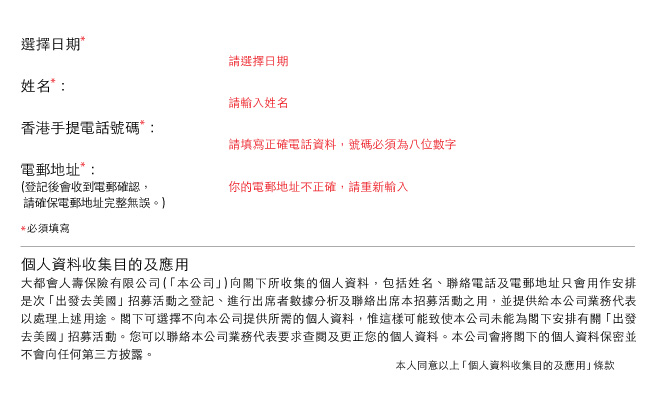 選擇日期*
請選擇日期
姓名*：
請輸入姓名
香港手提電話號碼*：
請填寫正確電話資料，號碼必須為八位數字
電郵地址*：
(登記後會收到電郵確認，
你的電郵地址不正確，請重新輸入
請確保電郵地址完整無誤。)
*必須填寫
個人資料收集目的及應用
大都會人壽保險有限公司(「本公司」)向閣下所收集的個人資料，包括姓名、聯絡電話及電郵地址只會用作安排
是次「出發去美國」招募活動之登記、進行出席者數據分析及聯絡出席本招募活動之用，並提供給本公司業務代表
以處理上述用途。閣下可選擇不向本公司提供所需的個人資料，惟這樣可能致使本公司未能為閣下安排有關「出發
去美國」招募活動。您可以聯絡本公司業務代表要求查閱及更正您的個人資料。本公司會將閣下的個人資料保密並
不會向任何第三方披露。
本人同意以上「個人資料收集目的及應用」條款